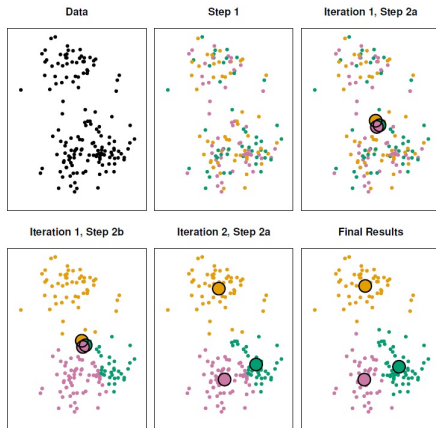 Data
Step 1
Iteration 1, Step 2a
Iteration 1, Step 2b
Iteration 2, Step 2a
Final Results